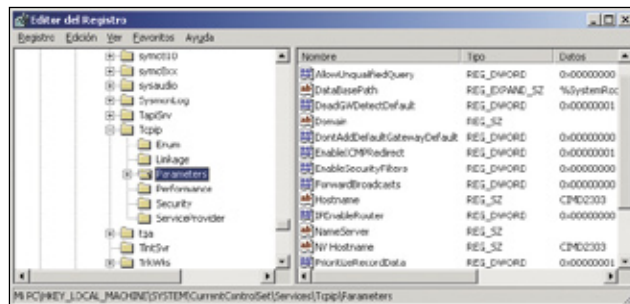 Editor del Registro
Registro Edición Ver Favoritos Ayuda
symc810
symc8xx
sysaudio
SysmonLog
TapiSrv
Tcpip
Enum
Linkage
Parameters
Performance
Security
ServiceProvider
tga
TlntSvr
TrkWks
Nombre Tipo Datos
AllowUnqualifiedQuery REG_DWORD 0x00000000
DataBasePath REG_EXPAND_SZ %SystemRoo
DeadGWDetectDefault REG_DWORD 0x00000001
Domain REG_SZ
DontAddDefaultGatewayDefault REG_DWORD 0x00000000
EnableICMPRedirect REG_DWORD 0x00000001
EnableSecurityFilters REG_DWORD 0x00000000
ForwardBroadcasts REG_DWORD 0x00000000
Hostname REG_SZ CIMD2303
IPEnableRouter REG_DWORD 0x00000000
NameServer REG_SZ
NV Hostname REG_SZ CIMD2303
PrioritizeRecordData REG_DWORD 0x00000001
Mi PC\HKEY_LOCAL_MACHINE\SYSTEM\CurrentControlSet\Services\Tcpip\Parameters